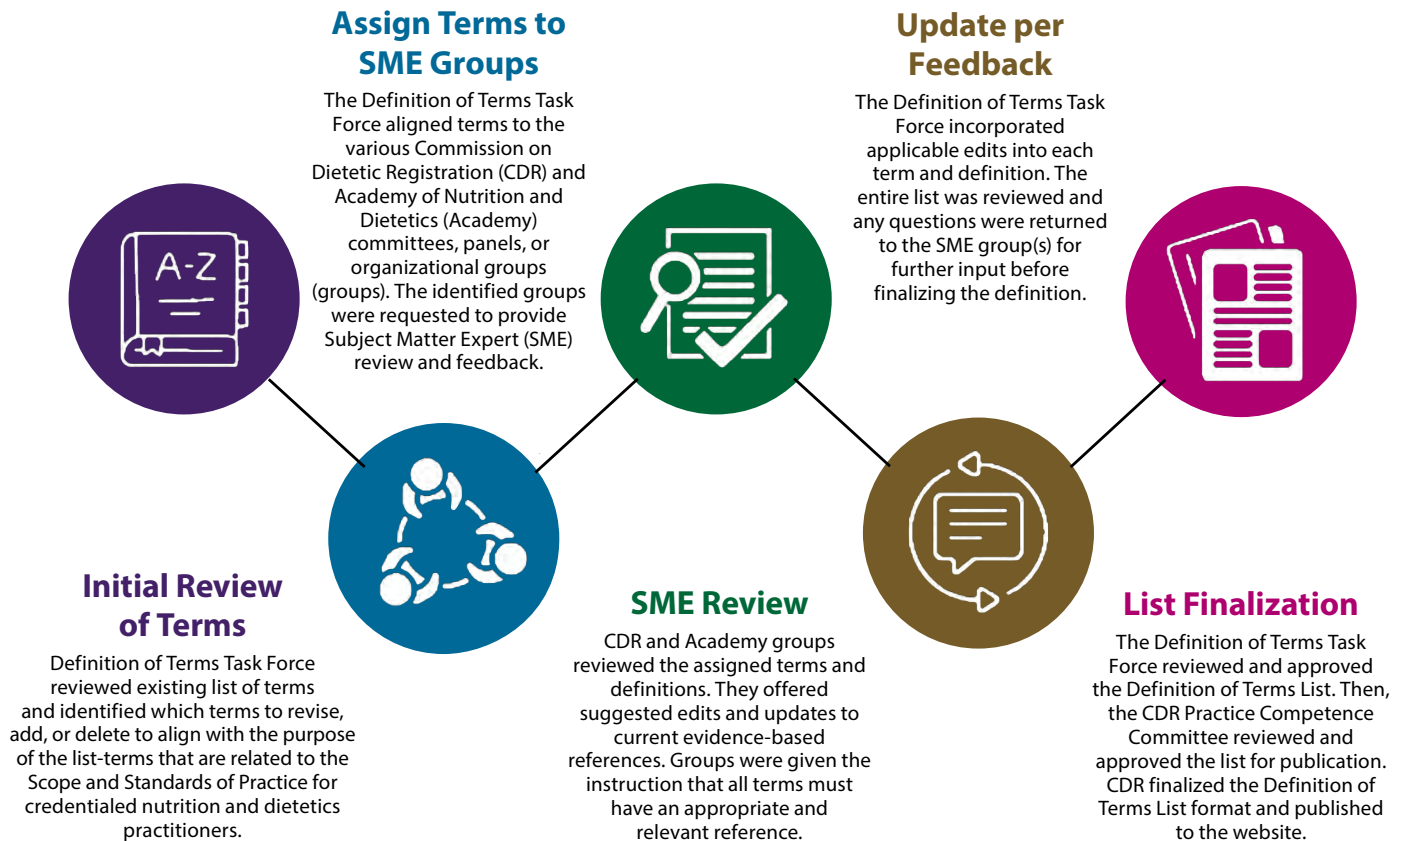 A-Z
Initial Review
of Terms
Definition of Terms Task Force
reviewed existing list of terms
and identified which terms to revise,
add, or delete to align with the purpose
of the list-terms that are related to the
Scope and Standards of Practice for
credentialed nutrition and dietetics
practitioners.
Assign Terms to
SME Groups
The Definition of Terms Task
Force aligned terms to the
various Commission on
Dietetic Registration (CDR) and
Academy of Nutrition and
Dietetics (Academy)
committees, panels, or
organizational groups
(groups). The identified groups
were requested to provide
Subject Matter Expert (SME)
review and feedback.
SME Review
CDR and Academy groups
reviewed the assigned terms and
definitions. They offered
suggested edits and updates to
current evidence-based
references. Groups were given the
instruction that all terms must
have an appropriate and
relevant reference.
Update per
Feedback
The Definition of Terms Task
Force incorporated
applicable edits into each
term and definition. The
entire list was reviewed and
any questions were returned
to the SME group(s) for
further input before
finalizing the definition.
List Finalization
The Definition of Terms Task
Force reviewed and approved
the Definition of Terms List. Then,
the CDR Practice Competence
Committee reviewed and
approved the list for publication.
CDR finalized the Definition of
Terms List format and published
to the website.